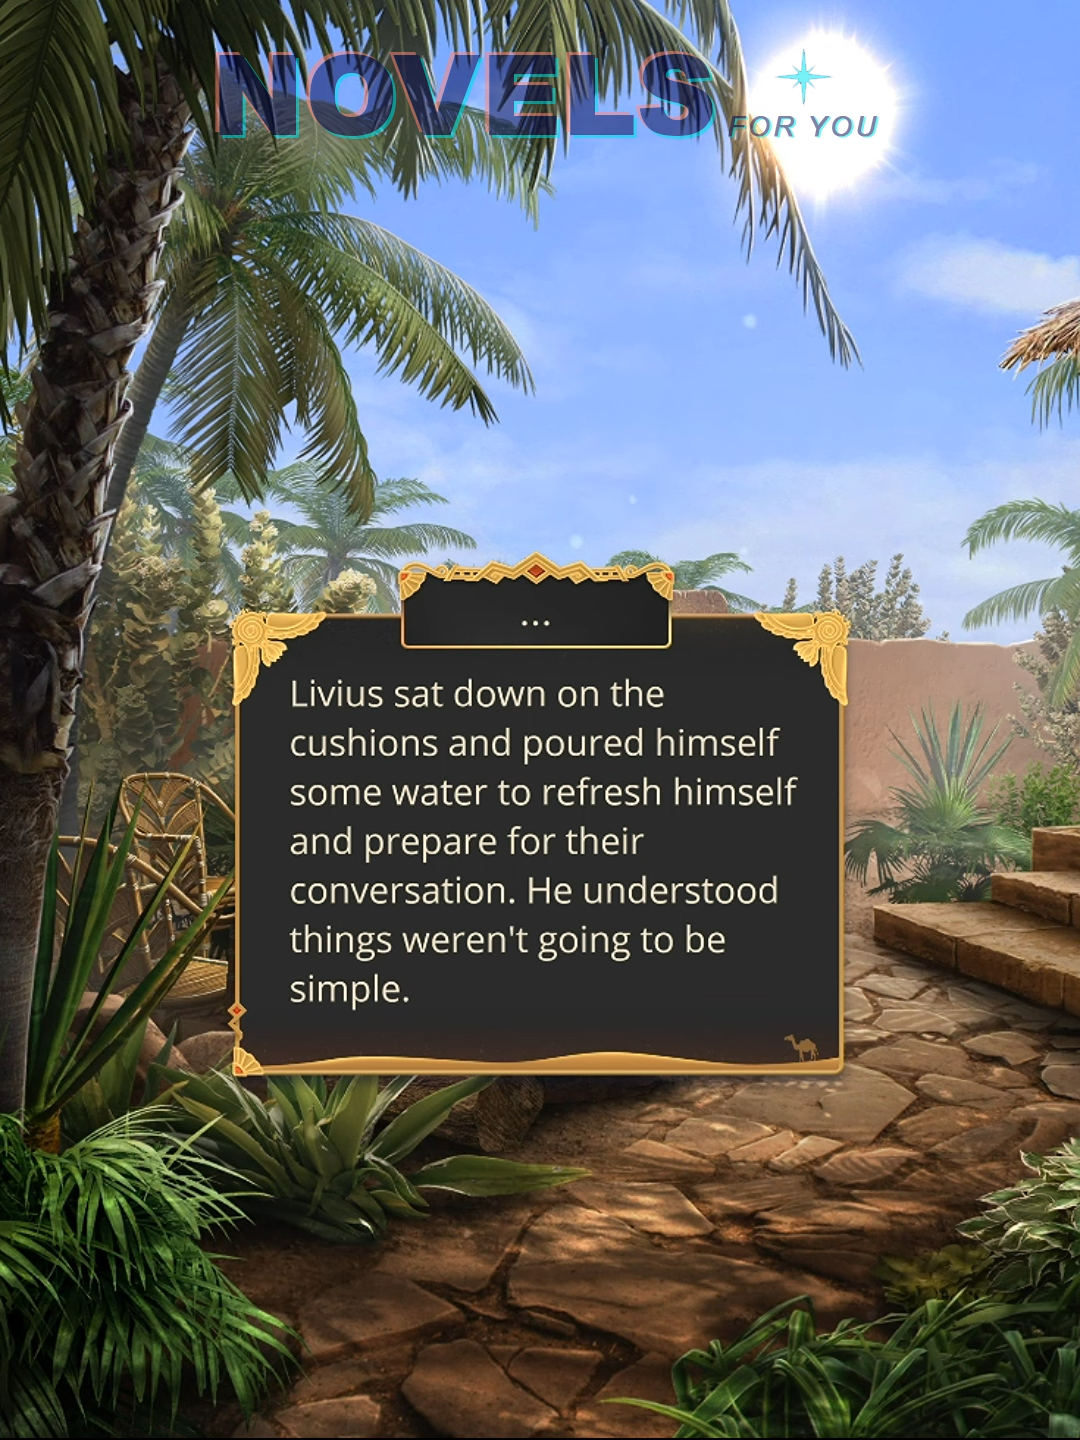 NOVELS
FOR YOU
...
Livius sat down on the
cushions and poured himself
some water to refresh himself
and prepare for their
conversation. He understood
things weren't going to be
simple.